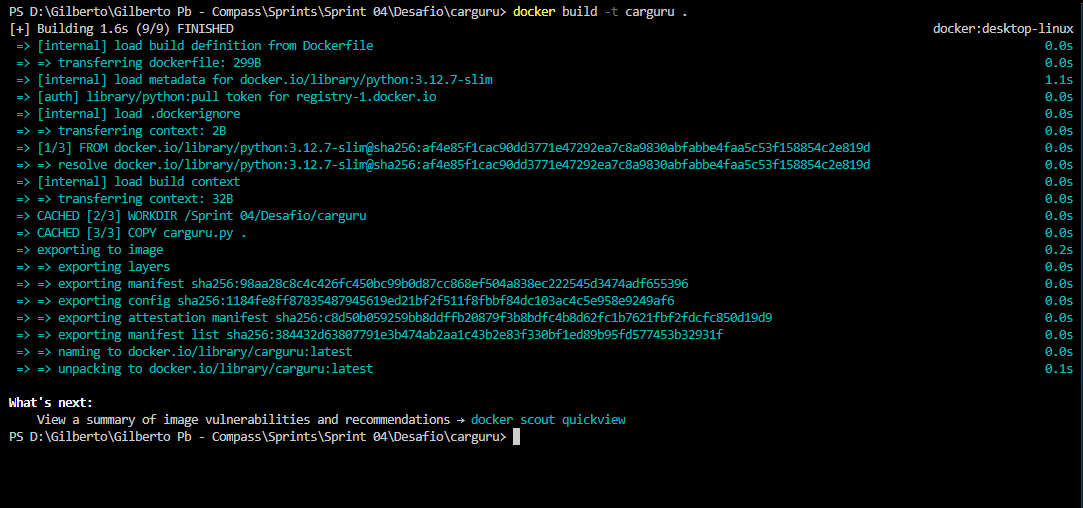 PS D:\Gilberto\Gilberto Pb - Compass\Sprints\Sprint 04\Desafio\carguru> docker build -t carguru .
[+] Building 1.6s (9/9) FINISHED docker:desktop-linux
=> [internal] load build definition from Dockerfile 0.0s
=> => transferring dockerfile: 299B 0.0s
=> [internal] load metadata for docker.io/library/python:3.12.7-slim 1.1s
=> [auth] library/python:pull token for registry-1.docker.io 0.0s
=> [internal] load .dockerignore 0.0s
=> => transferring context: 2B 0.0s
=> [1/3] FROM docker.io/library/python:3.12.7-slim@sha256:af4e85f1cac90dd3771e47292ea7c8a9830abfabbe4faa5c53f158854c2e819d 0.0s
=> => resolve docker.io/library/python:3.12.7-slim@sha256:af4e85f1cac90dd3771e47292ea7c8a9830abfabbe4faa5c53f158854c2e819d 0.0s
=> [internal] load build context 0.0s
=> => transferring context: 32B 0.0s
=> CACHED [2/3] WORKDIR /Sprint 04/Desafio/carguru 0.0s
=> CACHED [3/3] COPY carguru.py . 0.0s
=> exporting to image 0.2s
=> => exporting layers 0.0s
=> => exporting manifest sha256:98aa28c8c4c426fc450bc99b0d87cc868ef504a838ec222545d3474adf655396 0.0s
=> => exporting config sha256:1184fe8ff87835487945619ed21bf2f511f8fbbf84dc103ac4c5e958e9249af6 0.0s
=> => exporting attestation manifest sha256:c8d50b059259bb8ddffb20879f3b8bdfc4b8d62fc1b7621fbf2fdcfc850d19d9 0.0s
=> => exporting manifest list sha256:384432d63807791e3b474ab2aa1c43b2e83f330bf1ed89b95fd577453b32931f 0.0s
=> => naming to docker.io/library/carguru:latest 0.0s
=> => unpacking to docker.io/library/carguru:latest 0.1s
What's next:
View a summary of image vulnerabilities and recommendations → docker scout quickview
PS D:\Gilberto\Gilberto Pb - Compass\Sprints\Sprint 04\Desafio\carguru>